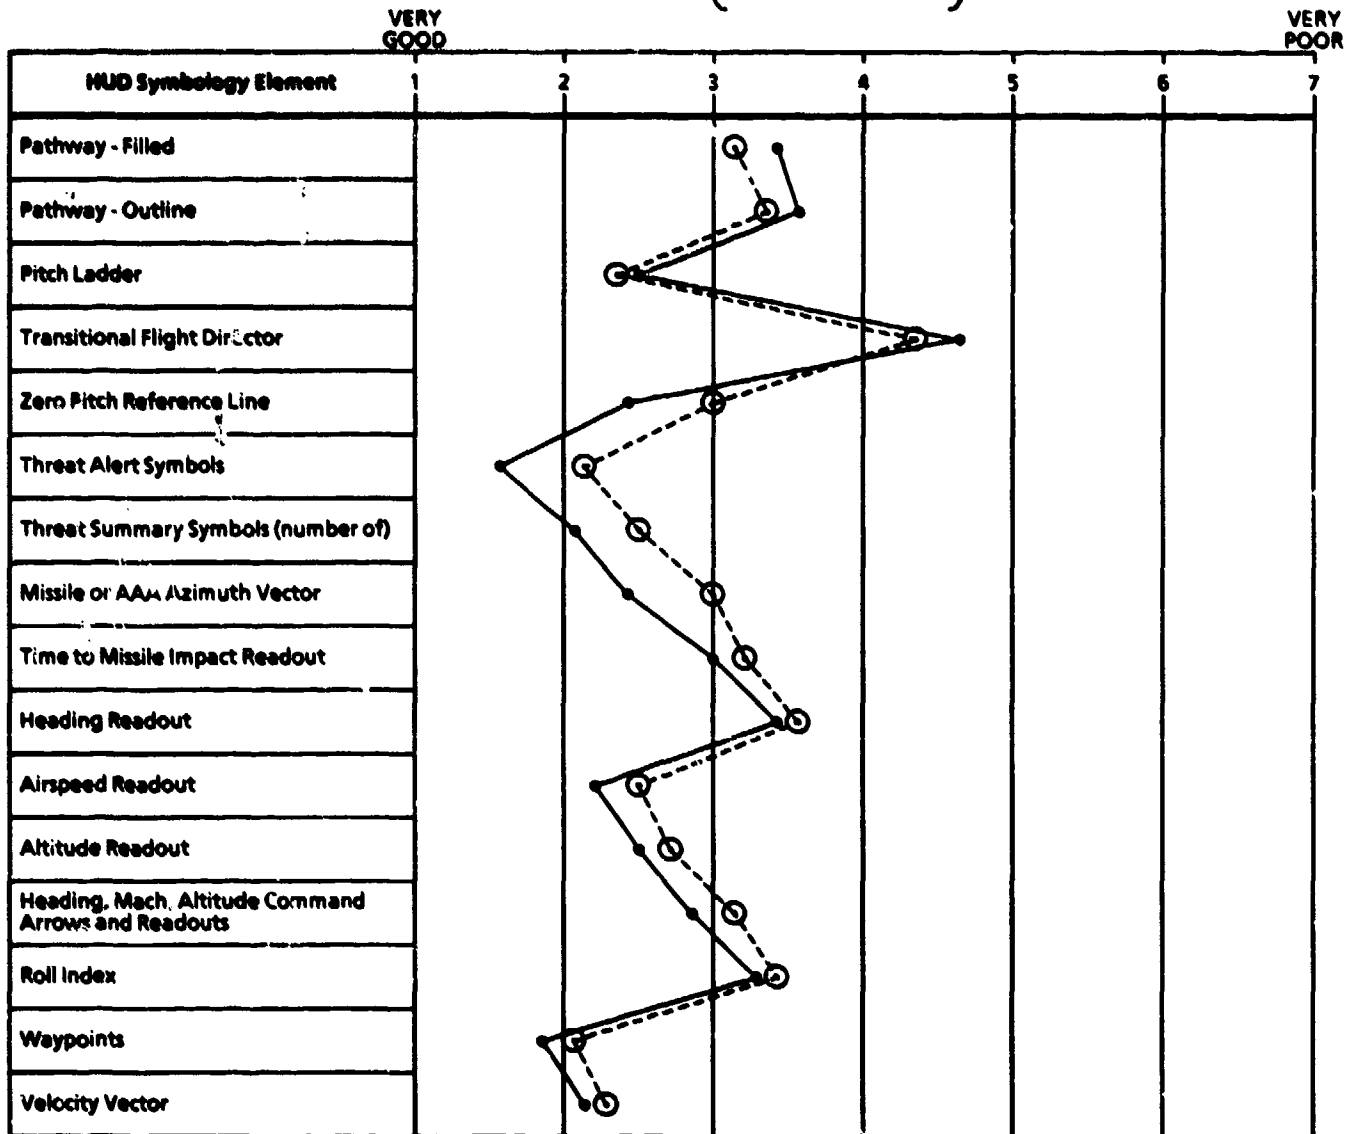 VERY
GOOD
VERY
POOR
HUD Symbology Element
1 2 3 4 5 6 7
Pathway - Filled
Pathway - Outline
Pitch Ladder
Transitional Flight Director
Zero Pitch Reference Line
Threat Alert Symbols
Threat Summary Symbols (number of)
Missile or AAA Azimuth Vector
Time to Missile Impact Readout
Heading Readout
Airspeed Readout
Altitude Readout
Heading, Mach, Altitude Command
Arrows and Readouts
Roll Index
Waypoints
Velocity Vector